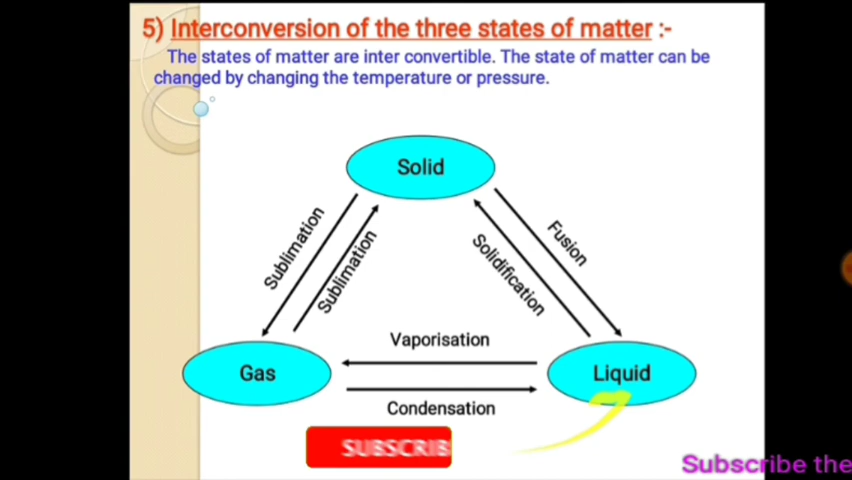 5) Interconversion of the three states of matter :-
The states of matter are inter convertible. The state of matter can be
changed by changing the temperature or pressure.
Solid
Sublimation
Sublimation
Solidification
Fusion
Vaporisation
Gas
Liquid
Condensation
SUBSCRIB
Subscribe the